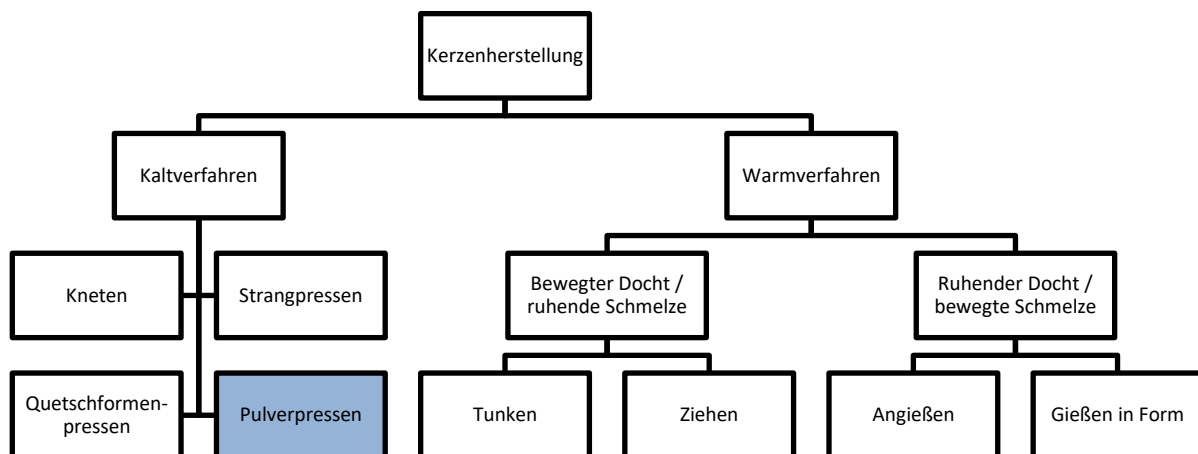 Kerzenherstellung
Kaltverfahren
Warmverfahren
Kneten
Strangpressen
Bewegter Docht /
ruhende Schmelze
Ruhender Docht /
bewegte Schmelze
Quetschformen-
pressen
Pulverpressen
Tunken
Ziehen
Angießen
Gießen in Form